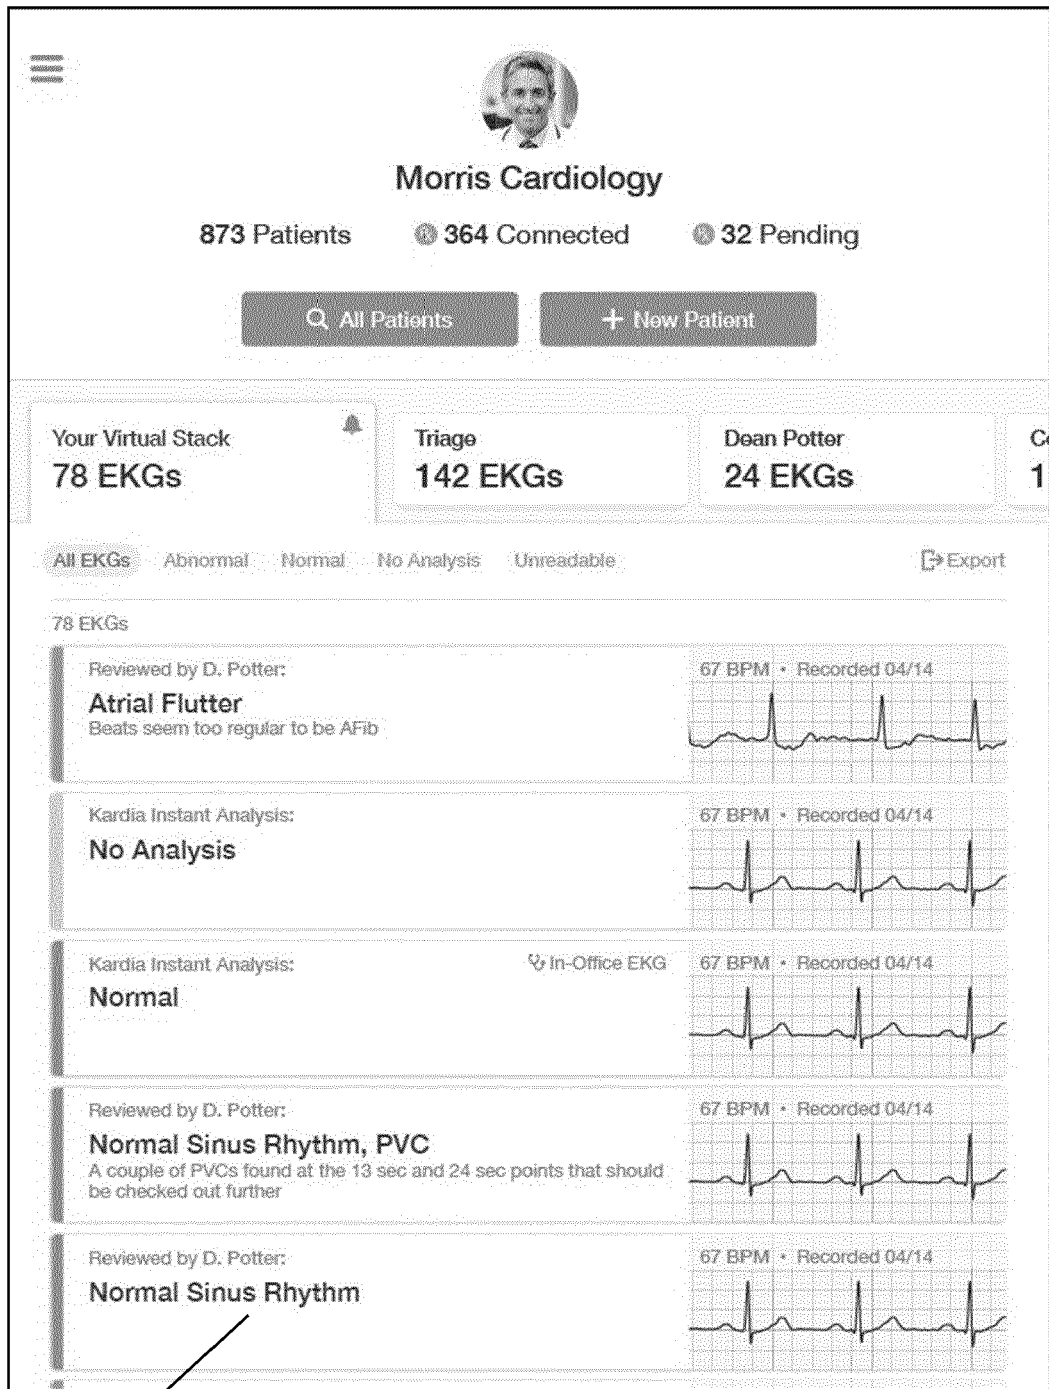 Morris Cardiology
873 Patients 364 Connected 32 Pending
All Patients + New Patient
Your Virtual Stack
78 EKGs
Triage
142 EKGs
Dean Potter
24 EKGs
1
All EKGs Abnormal Normal No Analysis Unreadable Export
78 EKGs
Reviewed by D. Potter:
67 BPM • Recorded 04/14
Atrial Flutter
Beats seem too regular to be AFib
Kardia Instant Analysis:
67 BPM • Recorded 04/14
No Analysis
Kardia Instant Analysis:
In-Office EKG
67 BPM • Recorded 04/14
Normal
Reviewed by D. Potter:
67 BPM • Recorded 04/14
Normal Sinus Rhythm, PVC
A couple of PVCs found at the 13 sec and 24 sec points that should
be checked out further
Reviewed by D. Potter:
67 BPM • Recorded 04/14
Normal Sinus Rhythm